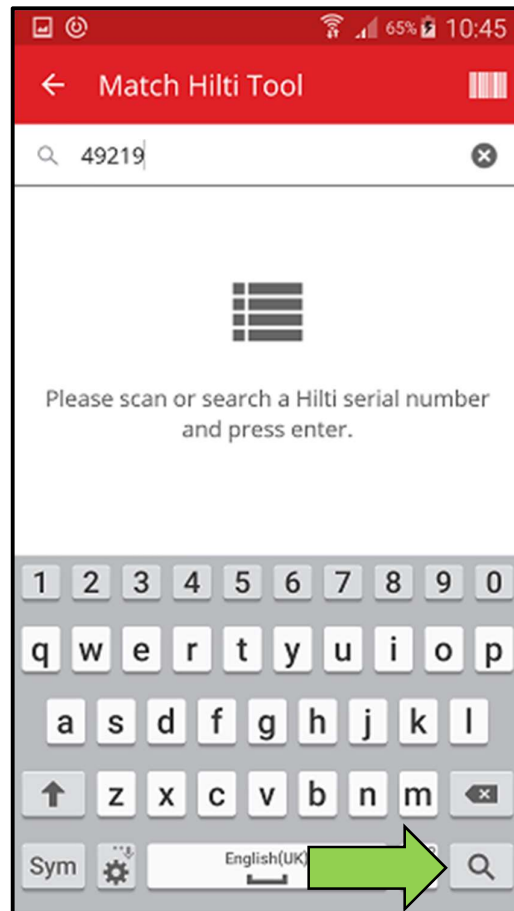 65% 10:45
Match Hilti Tool
49219
Please scan or search a Hilti serial number
and press enter.
1 2 3 4 5 6 7 8 9 0
q w e r t y u i o p
a s d f g h j k l
z x c v b n m
Sym English(UK)